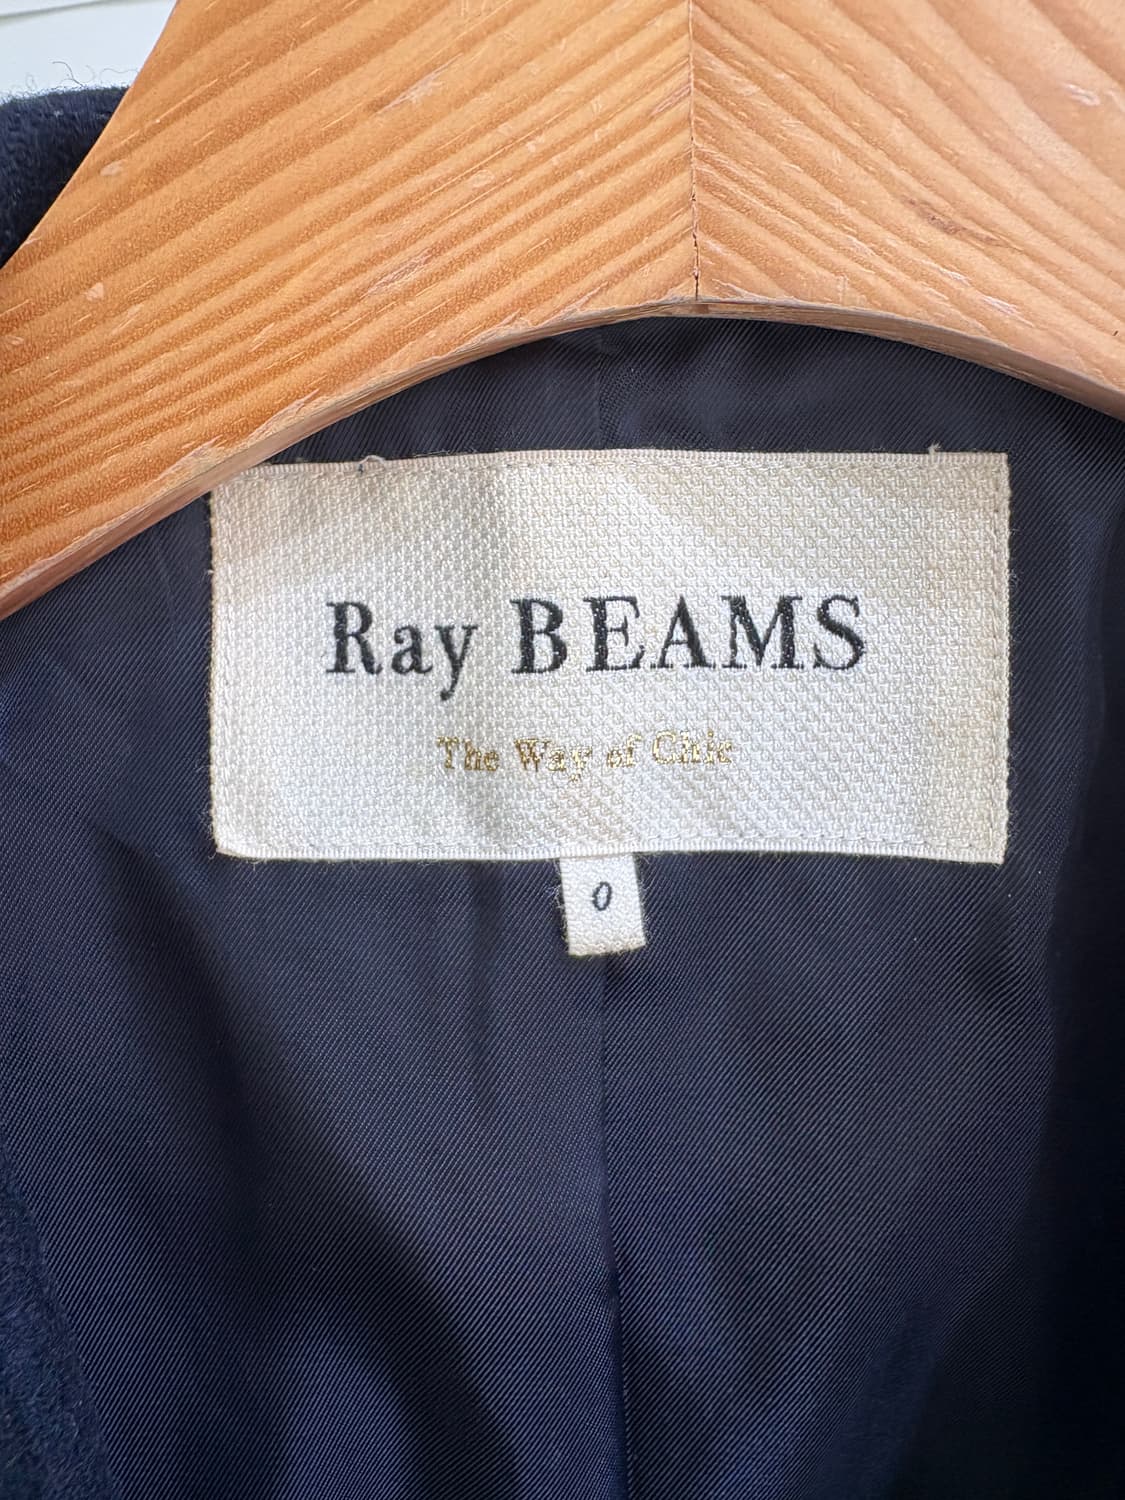 Ray BEAMS
The Way of Chic
0